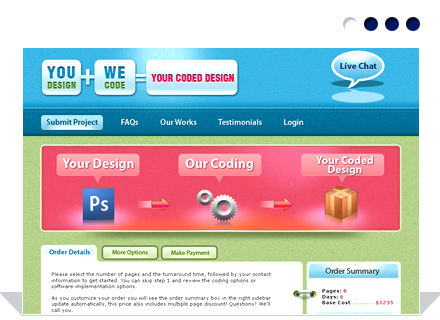 YOU DESIGN + WE CODE = YOUR CODED DESIGN
Live Chat
Submit Project FAQs Our Works Testimonials Login
Your Design Our Coding Your Coded Design
Ps
Order Details More Options Make Payment
Please select the number of pages and the turnaround time, followed by your contact
information to get started. You can skip step 1 and review the coding options or
software implementation options.
As you customize your order you will see the order summary box in the right sidebar
update automatically, this price also includes multiple page discount! Questions? We'll
call you.
Order Summary
Pages: 8
Days: 6
Base Cost..........$1235